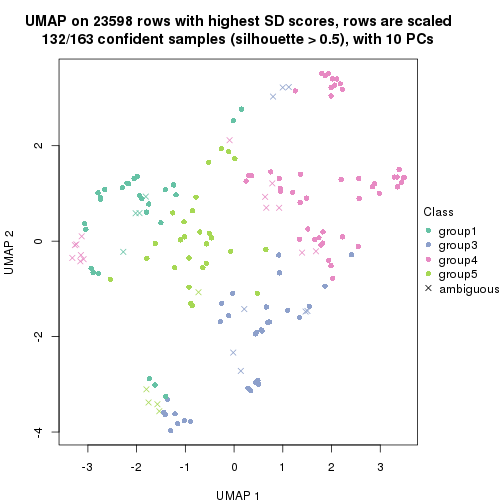 UMAP on 23598 rows with highest SD scores, rows are scaled
132/163 confident samples (silhouette > 0.5), with 10 PCs
UMAP 2
2
0
-2
-4
-3
-2
-1
0
1
2
3
UMAP 1
Class
group1
group3
group4
group5
ambiguous